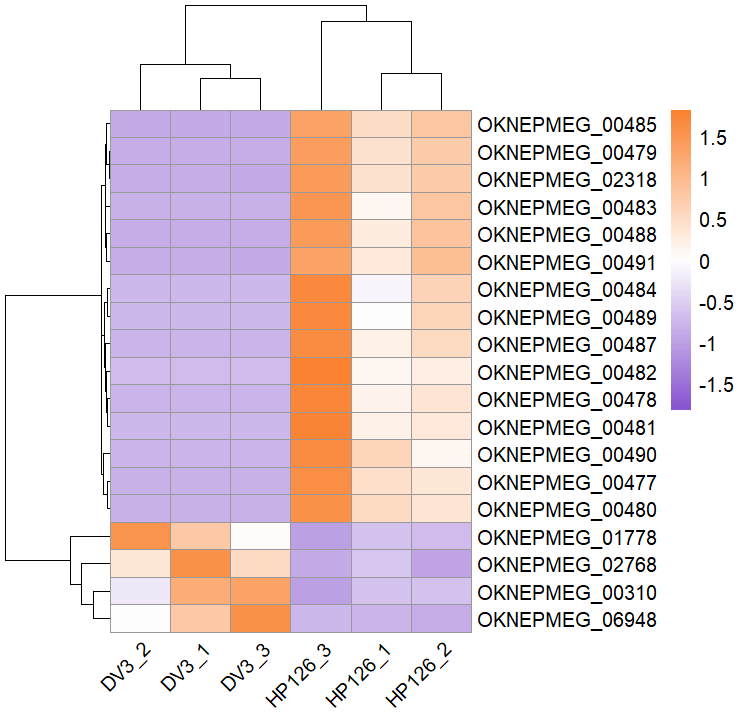 OKNEPMEG_00485
OKNEPMEG_00479
OKNEPMEG_02318
OKNEPMEG_00483
OKNEPMEG_00488
OKNEPMEG_00491
OKNEPMEG_00484
OKNEPMEG_00489
OKNEPMEG_00487
OKNEPMEG_00482
OKNEPMEG_00478
OKNEPMEG_00481
OKNEPMEG_00490
OKNEPMEG_00477
OKNEPMEG_00480
OKNEPMEG_01778
OKNEPMEG_02768
OKNEPMEG_00310
OKNEPMEG_06948
1.5
1
0.5
0
-0.5
-1
-1.5
DV3_2
DV3_1
DV3_3
HP126_3
HP126_1
HP126_2